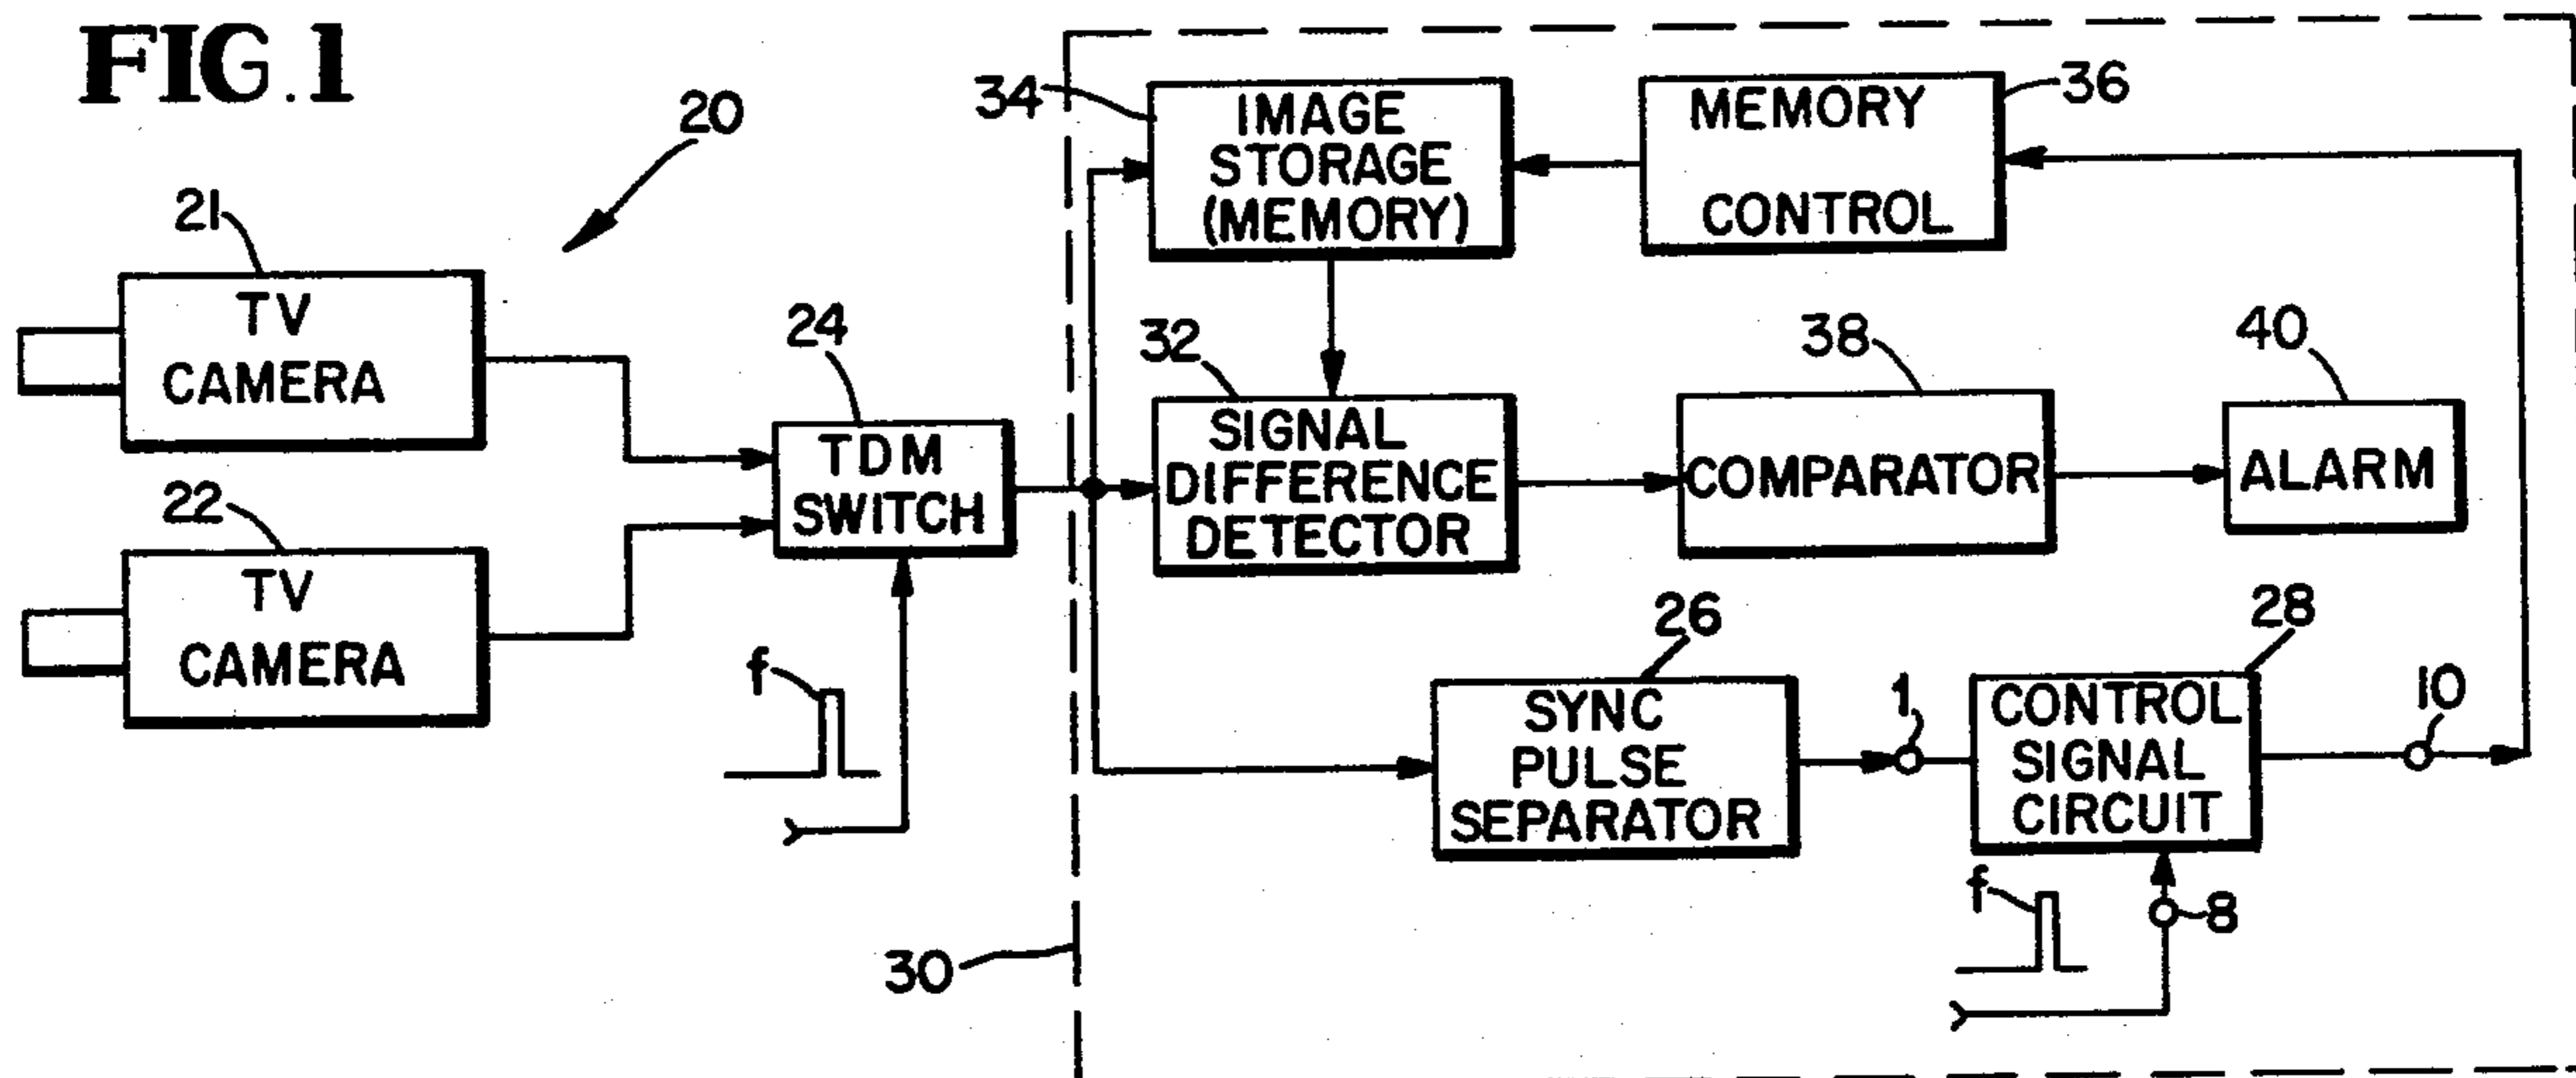 FIG.1
20
21
TV
CAMERA
22
TV
CAMERA
24
TDM
SWITCH
f
30
34
IMAGE
STORAGE
(MEMORY)
36
MEMORY
CONTROL
32
SIGNAL
DIFFERENCE
DETECTOR
38
COMPARATOR
40
ALARM
26
SYNC
PULSE
SEPARATOR
1
28
CONTROL
SIGNAL
CIRCUIT
10
f
8